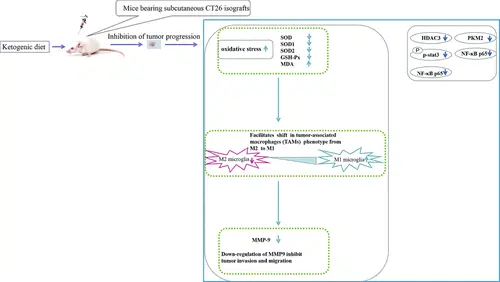 Mice bearing subcutaneous CT26 isografts
Ketogenic diet
Inhibition of tumor progression
oxidative stress
SOD
SOD1
SOD2
GSH-Px
MDA
HDAC3
PKM2
P
p-stat3
NF-κB p65
NF-κB p65
Facilitates shift in tumor-associated
macrophages (TAMs) phenotype from
M2 to M1
M2 microglia
M1 microglia
MMP-9
Down-regulation of MMP9 inhibit
tumor invasion and migration